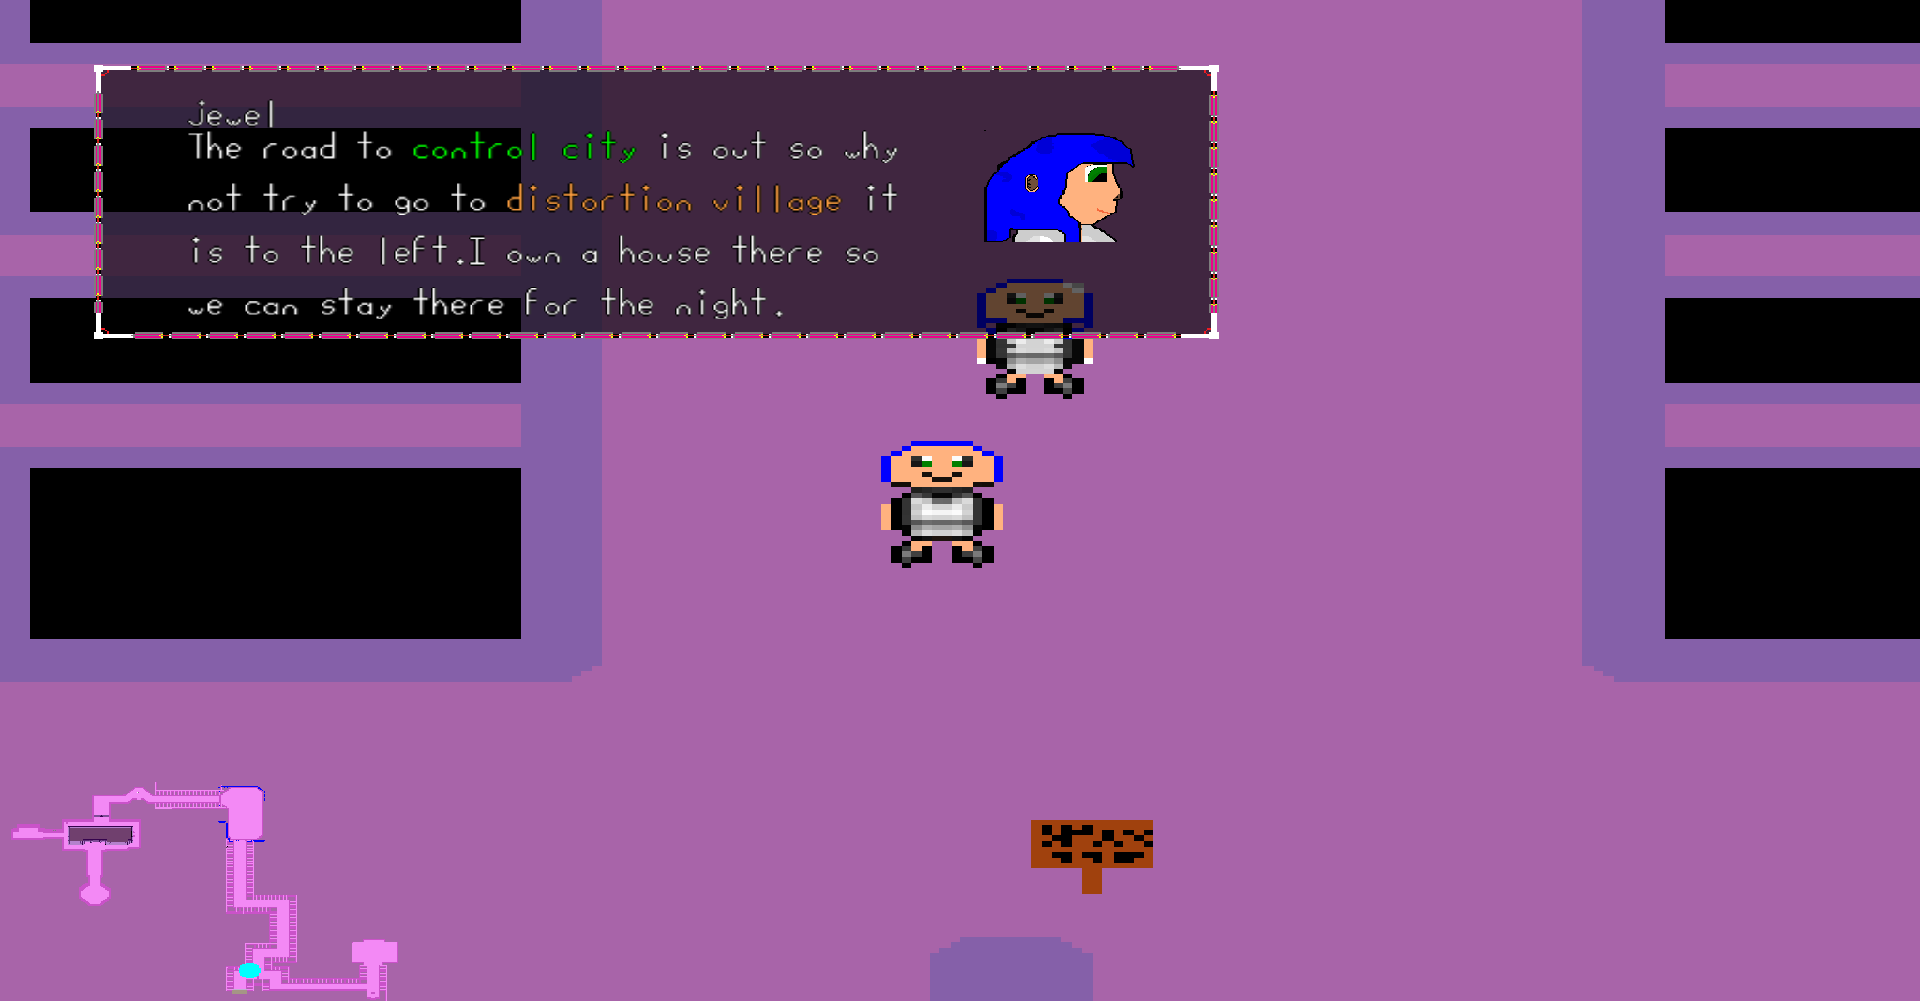 jewel
The road to control city is out so why
not try to go to distortion village it
is to the left.I own a house there so
we can stay there for the night.